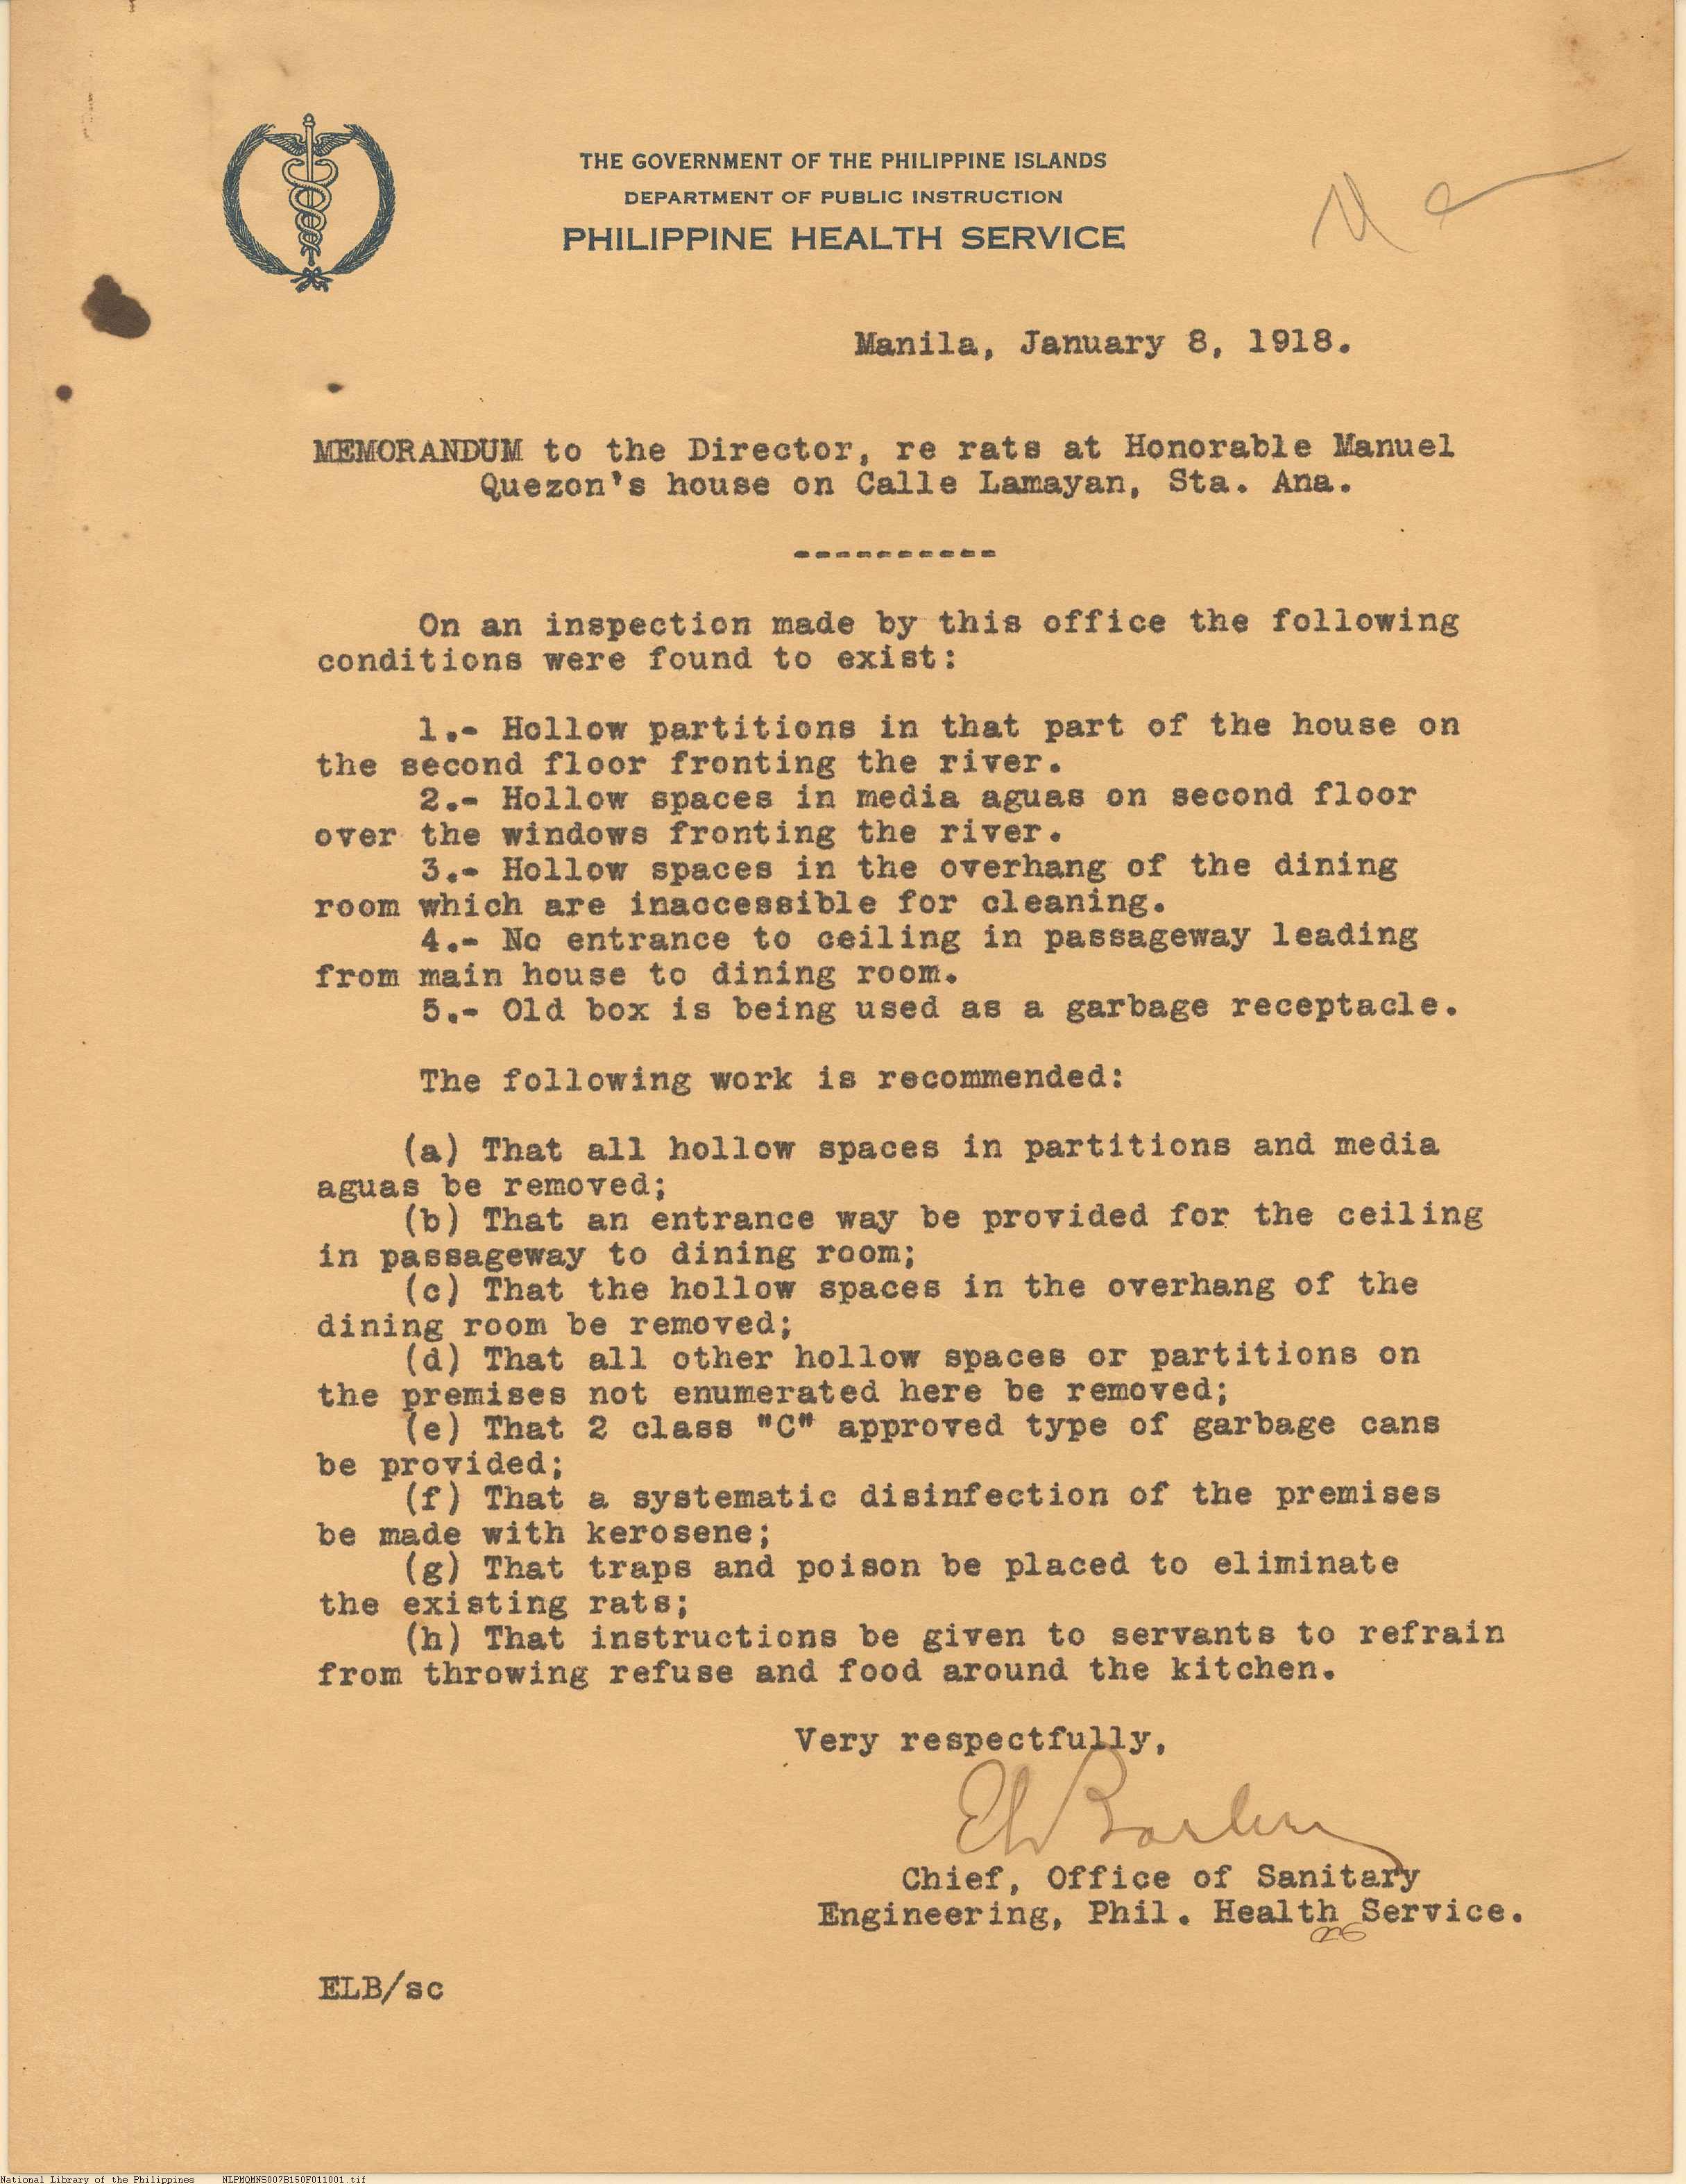 THE GOVERNMENT OF THE PHILIPPINE ISLANDS
DEPARTMENT OF PUBLIC INSTRUCTION
PHILIPPINE HEALTH SERVICE
Manila, January 8, 1918.
MEMORANDUM to the Director, re rats at Honorable Manuel
Quezon's house on Calle Lamayan, Sta. Ana.
----------
On an inspection made by this office the following
conditions were found to exist:
1.- Hollow partitions in that part of the house on
the second floor fronting the river.
2.- Hollow spaces in media aguas on second floor
over the windows fronting the river.
3.- Hollow spaces in the overhang of the dining
room which are inaccessible for cleaning.
4.- No entrance to ceiling in passageway leading
from main house to dining room.
5.- Old box is being used as a garbage receptacle.
The following work is recommended:
(a) That all hollow spaces in partitions and media
aguas be removed;
(b) That an entrance way be provided for the ceiling
in passageway to dining room;
(c) That the hollow spaces in the overhang of the
dining room be removed;
(d) That all other hollow spaces or partitions on
the premises not enumerated here be removed;
(e) That 2 class "C" approved type of garbage cans
be provided;
(f) That a systematic disinfection of the premises
be made with kerosene;
(g) That traps and poison be placed to eliminate
the existing rats;
(h) That instructions be given to servants to refrain
from throwing refuse and food around the kitchen.
Very respectfully,
Chief, Office of Sanitary
Engineering, Phil. Health Service.
ELB/sc
National Library of the Philippines NLPMQMNS007B150F011001.tif